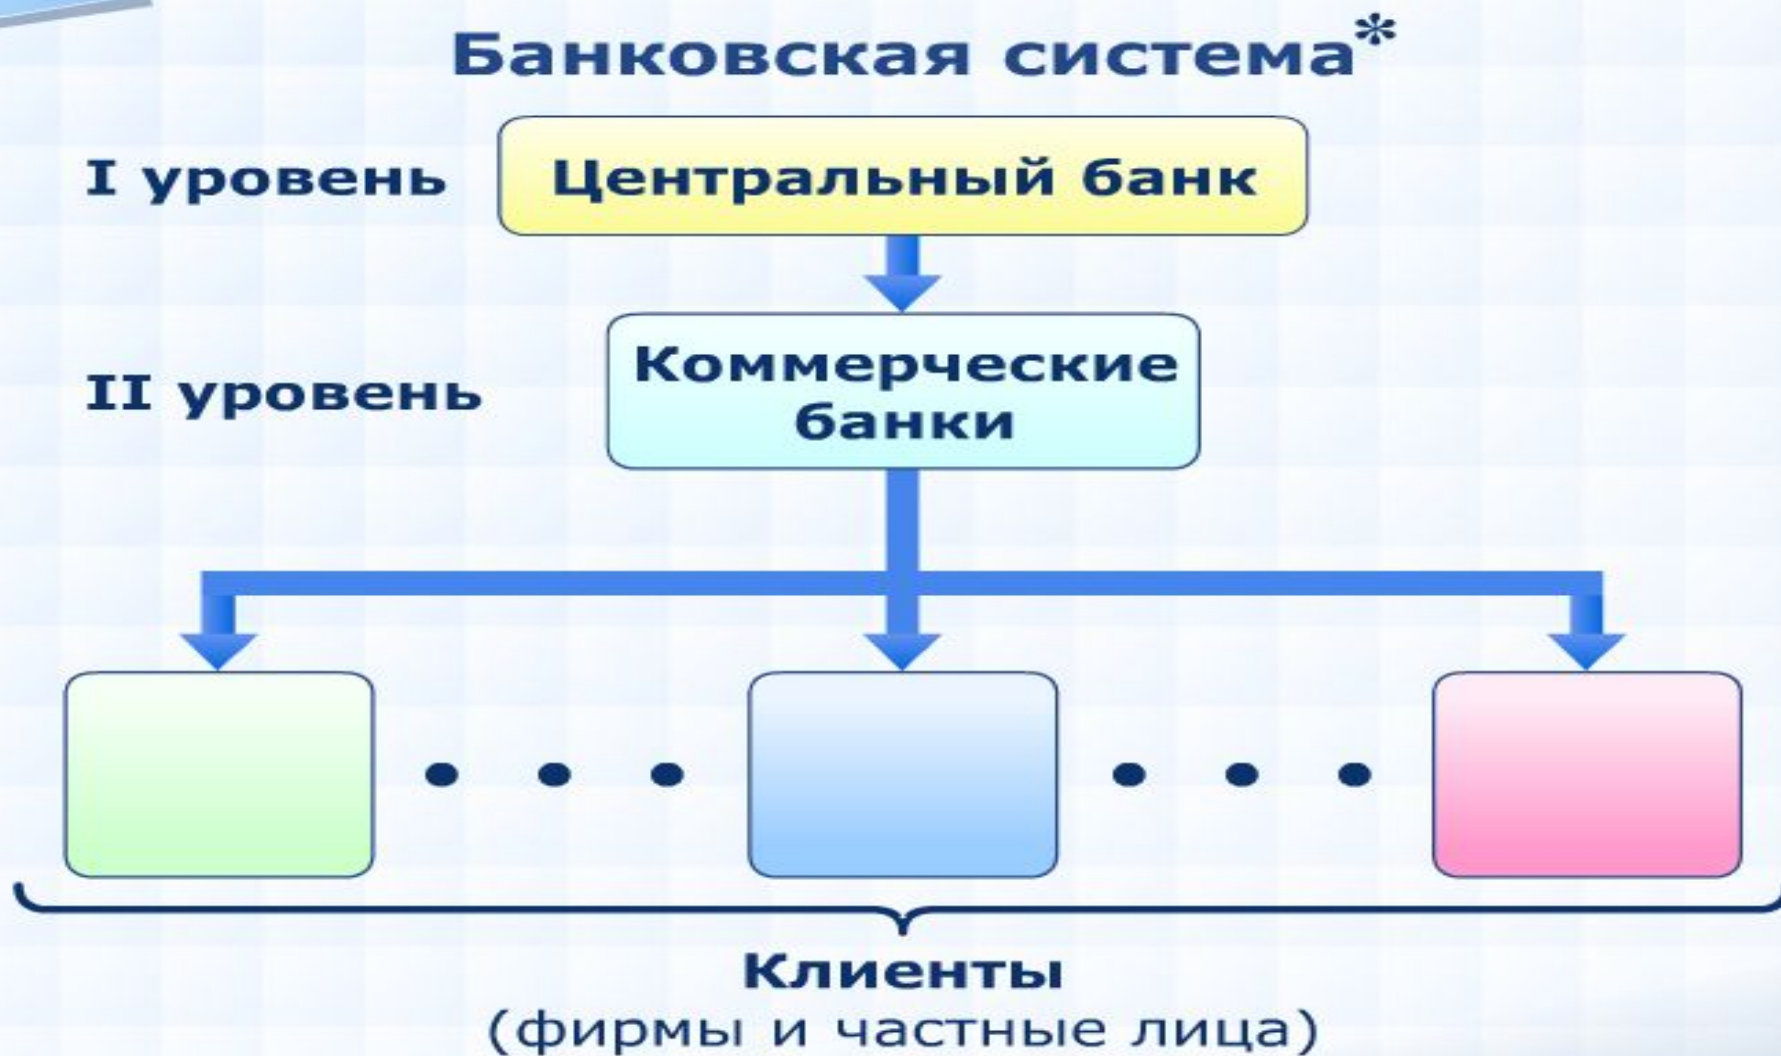 Банковская система*
I уровень
Центральный банк
II уровень
Коммерческие
банки
Клиенты
(фирмы и частные лица)